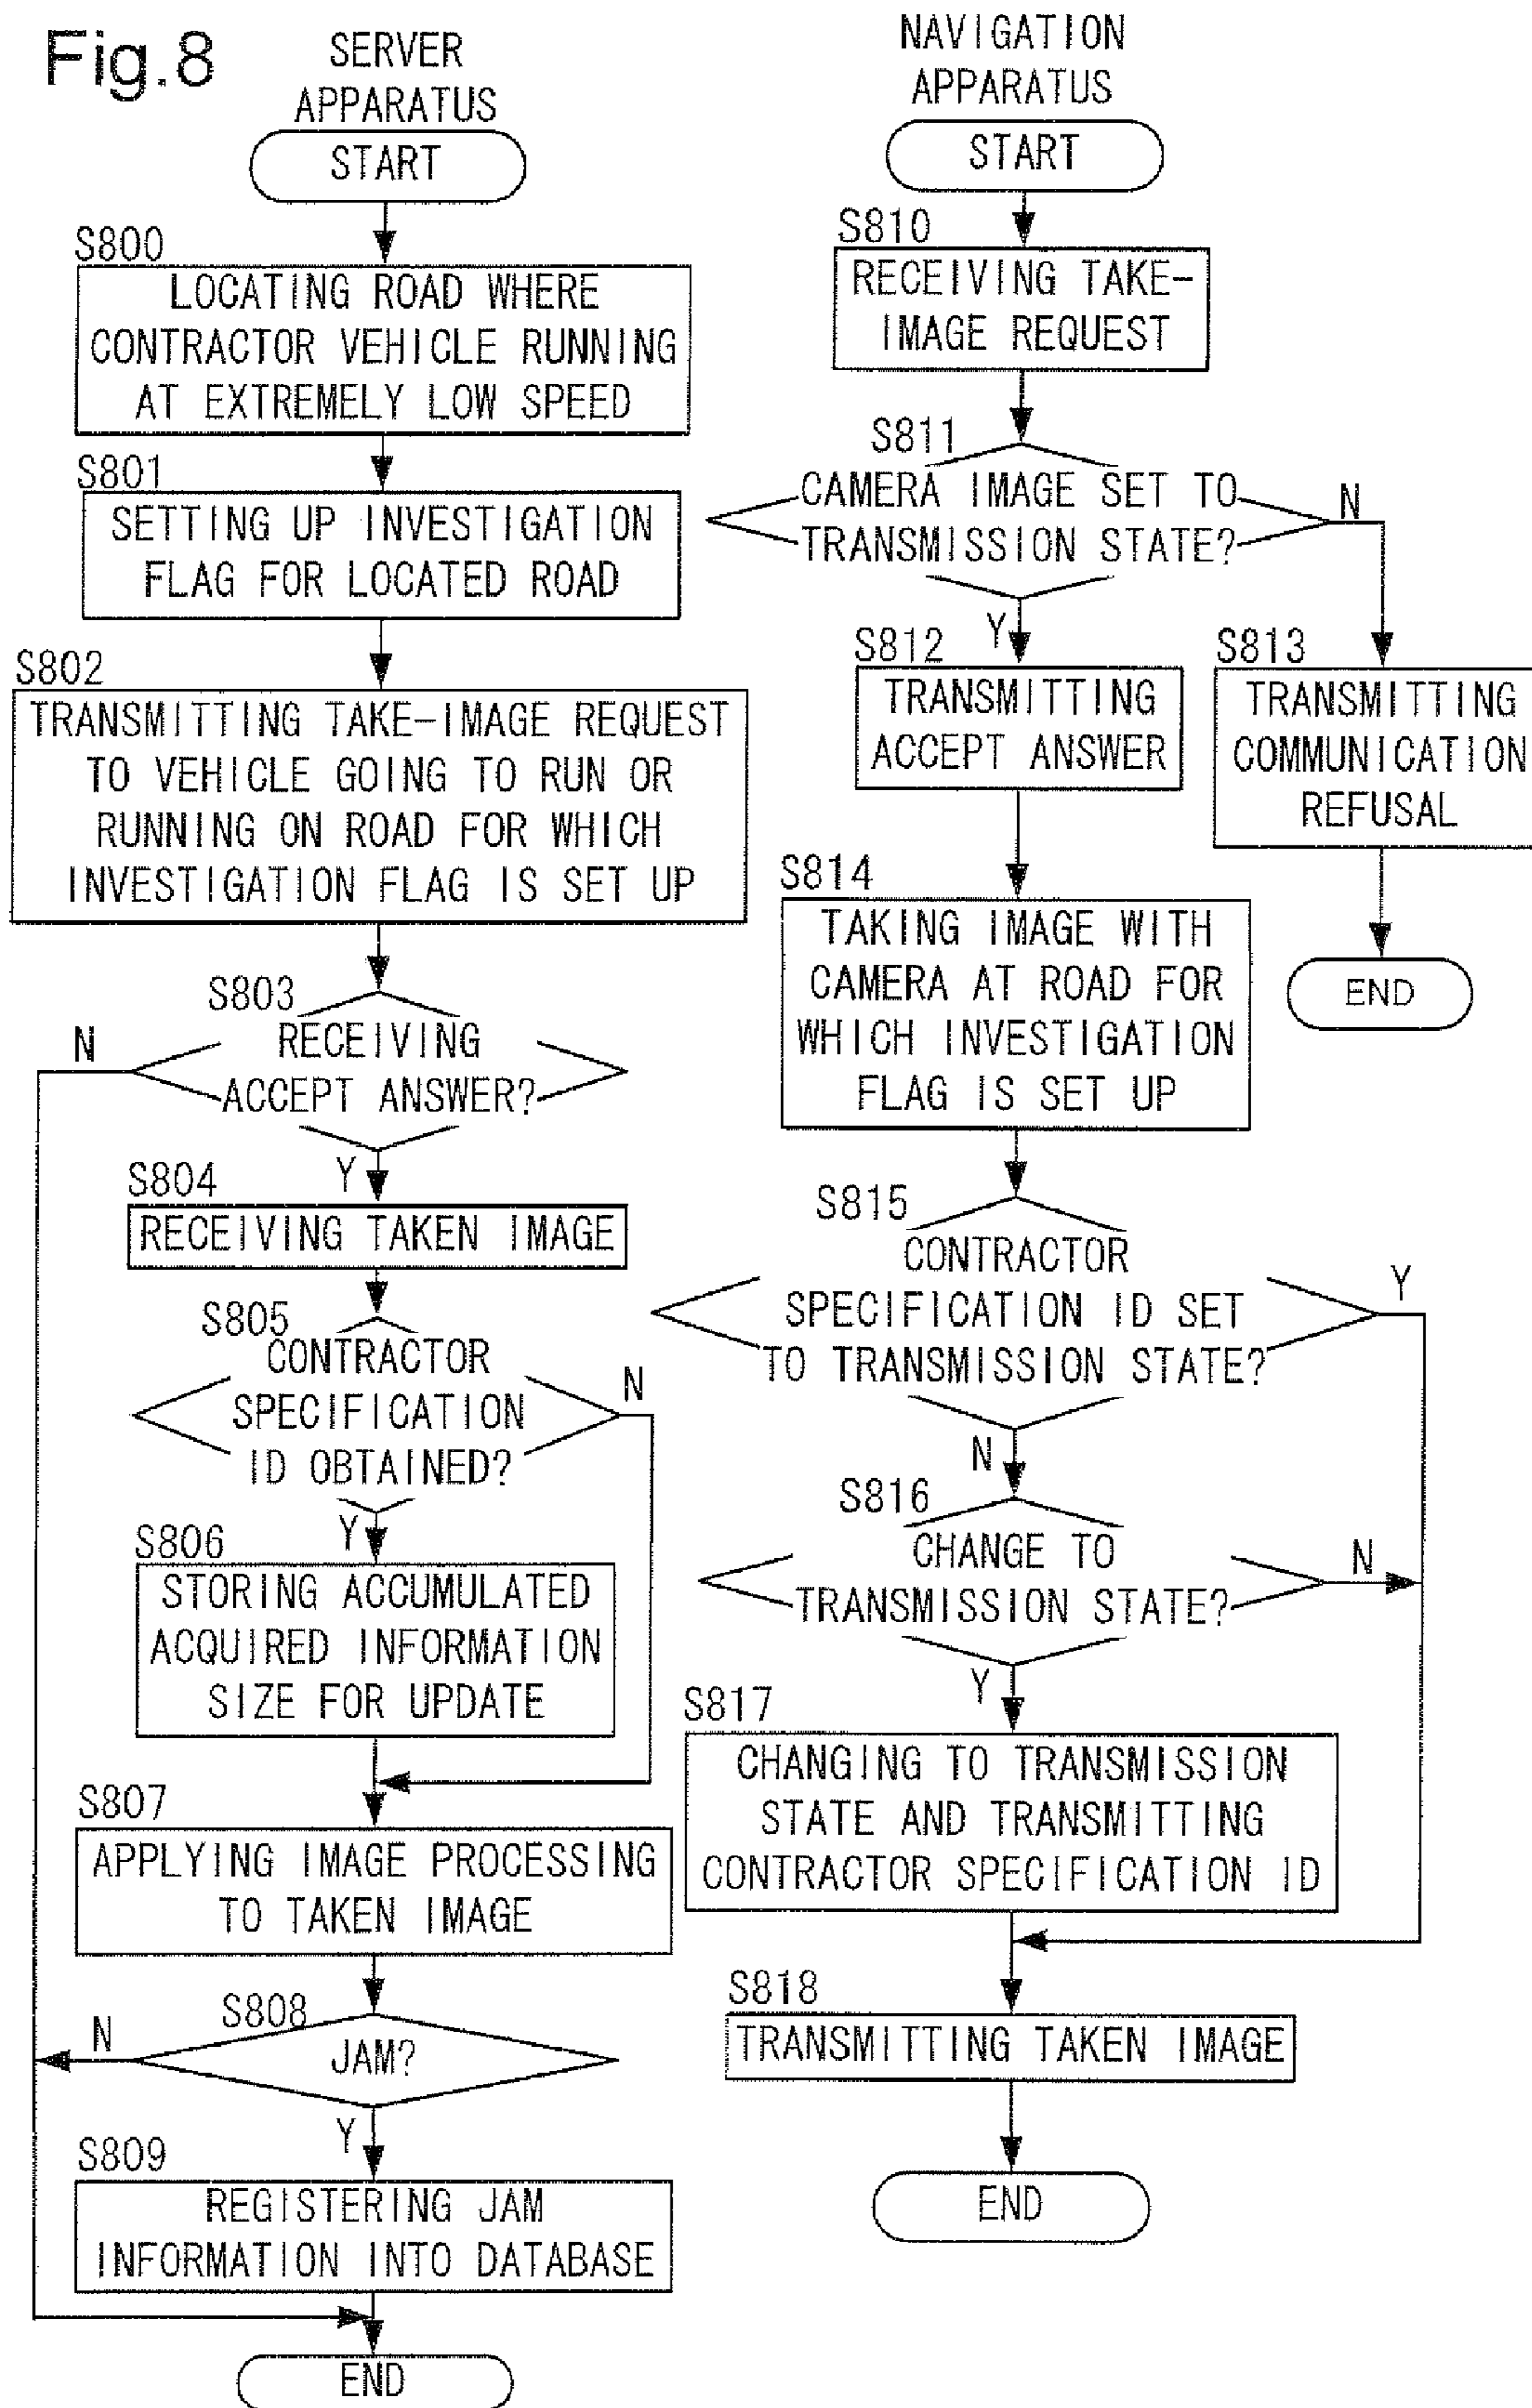 Fig.8
SERVER
APPARATUS
START
S800
LOCATING ROAD WHERE
CONTRACTOR VEHICLE RUNNING
AT EXTREMELY LOW SPEED
S801
SETTING UP INVESTIGATION
FLAG FOR LOCATED ROAD
S802
TRANSMITTING TAKE-IMAGE REQUEST
TO VEHICLE GOING TO RUN OR
RUNNING ON ROAD FOR WHICH
INVESTIGATION FLAG IS SET UP
S803
N
RECEIVING
ACCEPT ANSWER?
Y
S804
RECEIVING TAKEN IMAGE
S805
CONTRACTOR
SPECIFICATION
ID OBTAINED?
N
Y
S806
STORING ACCUMULATED
ACQUIRED INFORMATION
SIZE FOR UPDATE
S807
APPLYING IMAGE PROCESSING
TO TAKEN IMAGE
S808
N
JAM?
Y
S809
REGISTERING JAM
INFORMATION INTO DATABASE
END
NAVIGATION
APPARATUS
START
S810
RECEIVING TAKE-
IMAGE REQUEST
S811
CAMERA IMAGE SET TO
TRANSMISSION STATE?
N
Y
S812
TRANSMITTING
ACCEPT ANSWER
S813
TRANSMITTING
COMMUNICATION
REFUSAL
END
S814
TAKING IMAGE WITH
CAMERA AT ROAD FOR
WHICH INVESTIGATION
FLAG IS SET UP
S815
CONTRACTOR
SPECIFICATION ID SET
TO TRANSMISSION STATE?
Y
N
S816
CHANGE TO
TRANSMISSION STATE?
N
Y
S817
CHANGING TO TRANSMISSION
STATE AND TRANSMITTING
CONTRACTOR SPECIFICATION ID
S818
TRANSMITTING TAKEN IMAGE
END